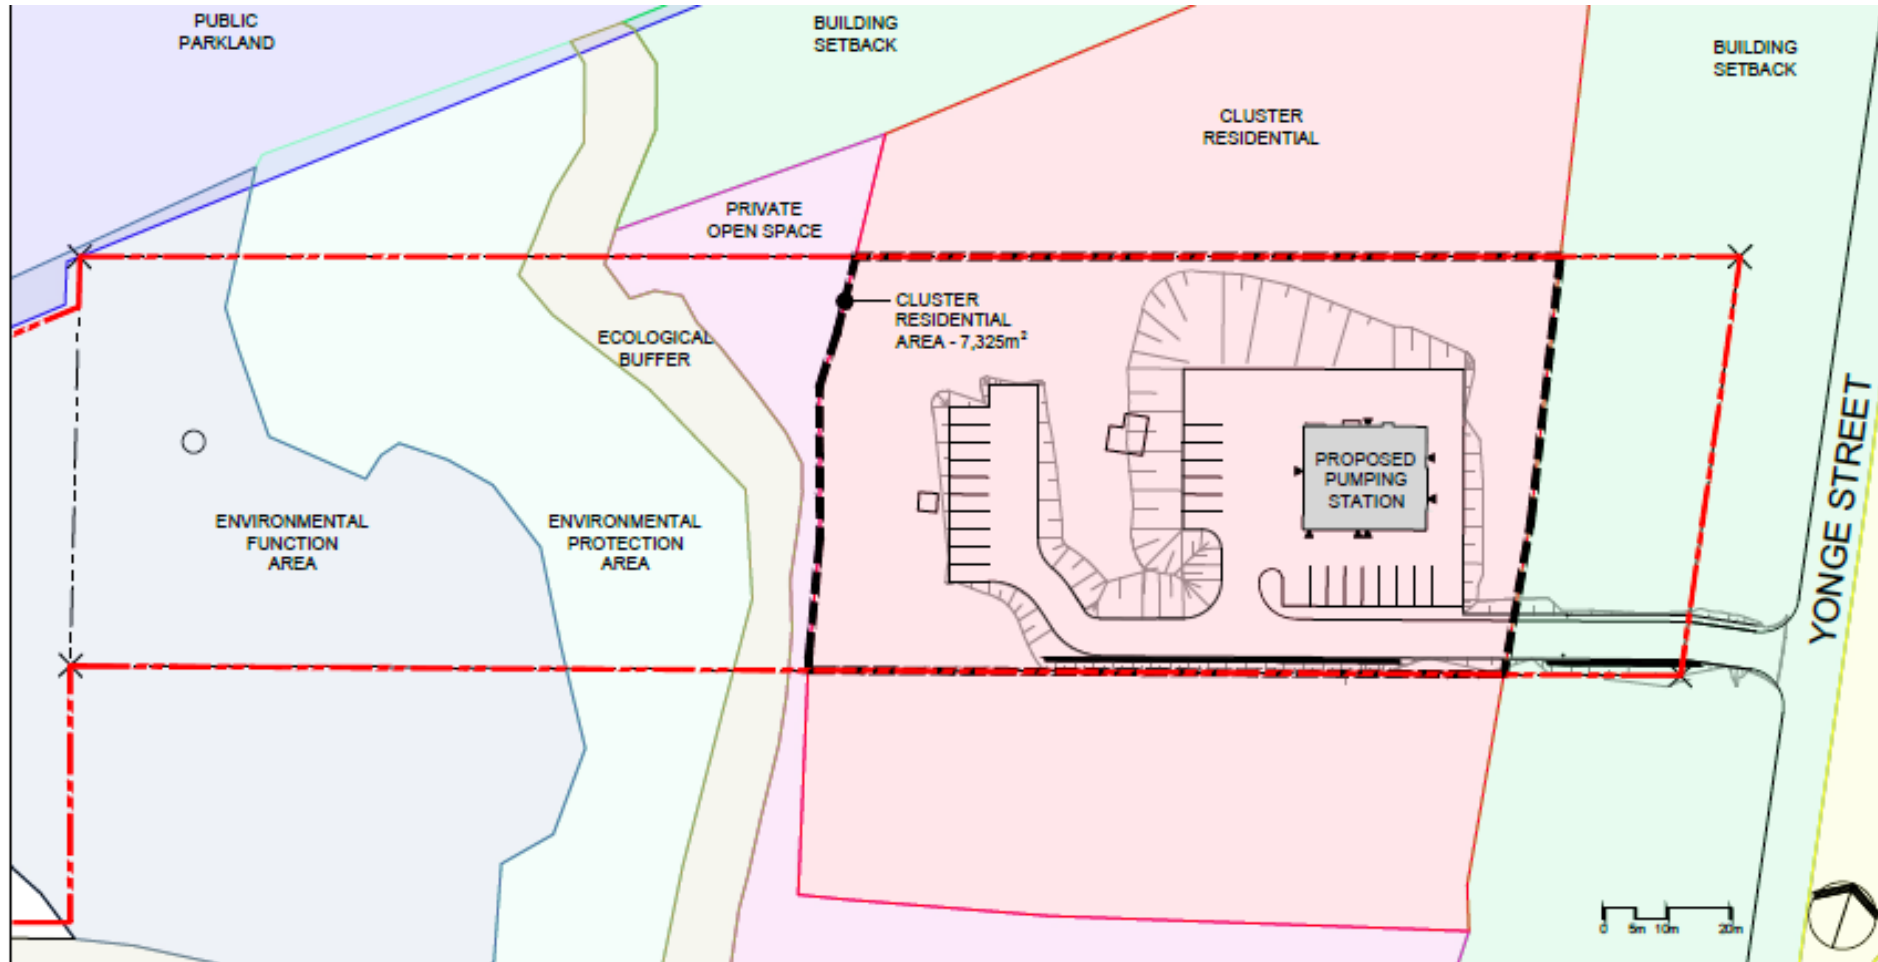 PUBLIC
PARKLAND
BUILDING
SETBACK
BUILDING
SETBACK
CLUSTER
RESIDENTIAL
PRIVATE
OPEN SPACE
CLUSTER
RESIDENTIAL
AREA - 7,325m²
ECOLOGICAL
BUFFER
PROPOSED
PUMPING
STATION
ENVIRONMENTAL
FUNCTION
AREA
ENVIRONMENTAL
PROTECTION
AREA
YONGE STREET
0 5m 10m 20m